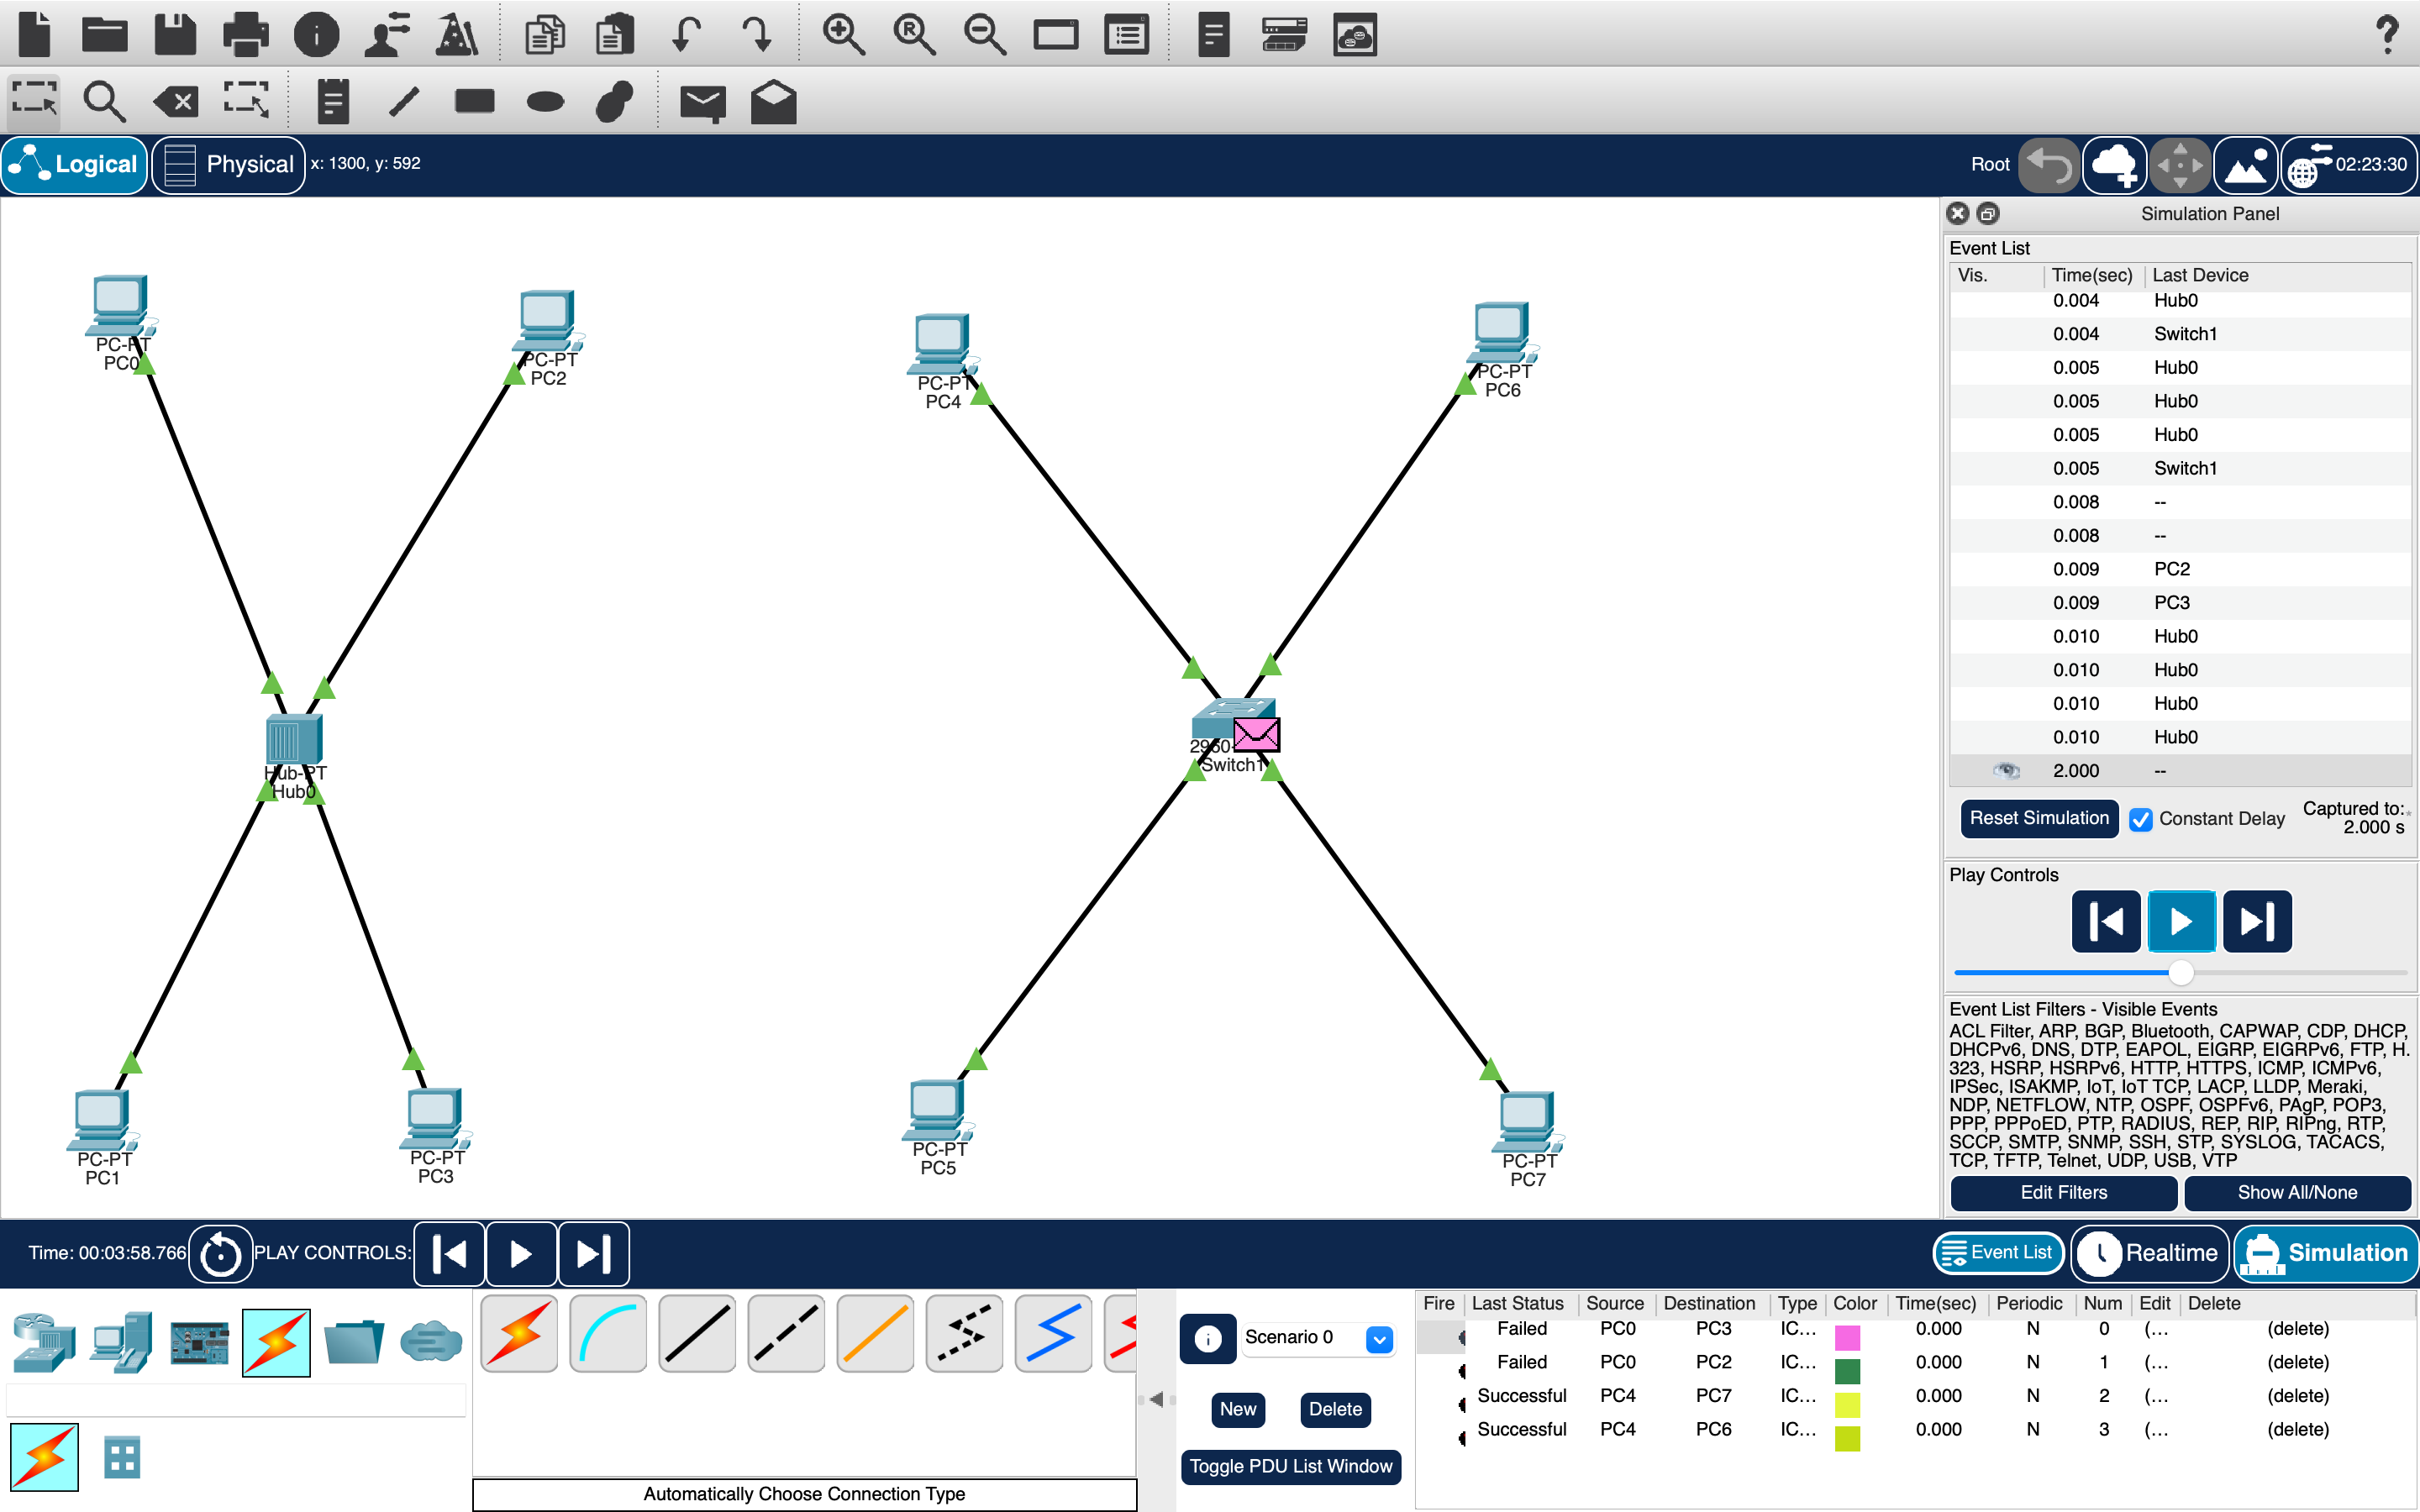 Logical
Physical
x: 1300, y: 592
Root
02:23:30
PC-PT
PC0
PC-PT
PC2
PC-PT
PC4
PC-PT
PC6
Hub-PT
Hub0
Switch1
PC-PT
PC1
PC-PT
PC3
PC-PT
PC5
PC-PT
PC7
Simulation Panel
Event List
Vis. Time(sec) Last Device
0.004 Hub0
0.004 Switch1
0.005 Hub0
0.005 Hub0
0.005 Hub0
0.005 Switch1
0.008 --
0.008 --
0.009 PC2
0.009 PC3
0.010 Hub0
0.010 Hub0
0.010 Hub0
0.010 Hub0
2.000 --
Reset Simulation
Constant Delay
Captured to:*
2.000 s
Play Controls
Event List Filters - Visible Events
ACL Filter, ARP, BGP, Bluetooth, CAPWAP, CDP, DHCP,
DHCPv6, DNS, DTP, EAPOL, EIGRP, EIGRPv6, FTP, H.
323, HSRP, HSRPv6, HTTP, HTTPS, ICMP, ICMPv6,
IPSec, ISAKMP, IoT, IoT TCP, LACP, LLDP, Meraki,
NDP, NETFLOW, NTP, OSPF, OSPFv6, PAgP, POP3,
PPP, PPPoED, PTP, RADIUS, REP, RIP, RIPng, RTP,
SCCP, SMTP, SNMP, SSH, STP, SYSLOG, TACACS,
TCP, TFTP, Telnet, UDP, USB, VTP
Edit Filters
Show All/None
Time: 00:03:58.766
PLAY CONTROLS:
Event List
Realtime
Simulation
Automatically Choose Connection Type
Scenario 0
New
Delete
Toggle PDU List Window
Fire Last Status Source Destination Type Color Time(sec) Periodic Num Edit Delete
Failed PC0 PC3 IC... 0.000 N 0 (... (delete)
Failed PC0 PC2 IC... 0.000 N 1 (... (delete)
Successful PC4 PC7 IC... 0.000 N 2 (... (delete)
Successful PC4 PC6 IC... 0.000 N 3 (... (delete)